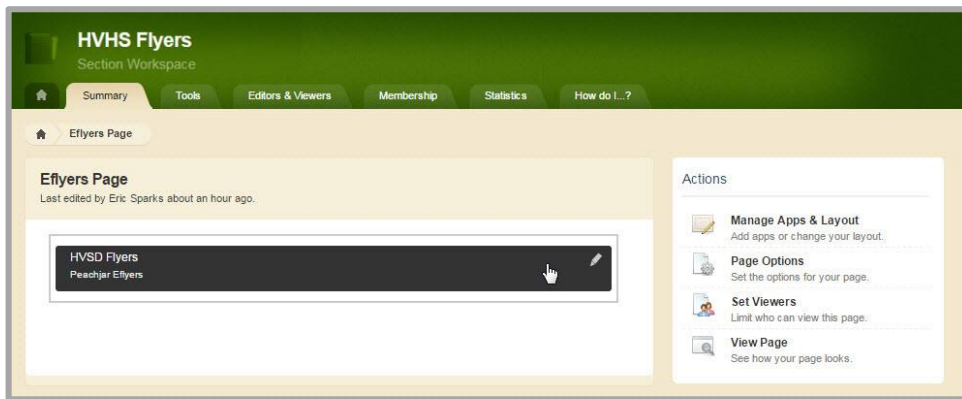 HVHS Flyers
Section Workspace
Summary
Tools
Editors & Viewers
Membership
Statistics
How do I...?
Eflyers Page
Eflyers Page
Last edited by Eric Sparks about an hour ago.
HVSD Flyers
Peachjar Eflyers
Actions
Manage Apps & Layout
Add apps or change your layout.
Page Options
Set the options for your page.
Set Viewers
Limit who can view this page.
View Page
See how your page looks.